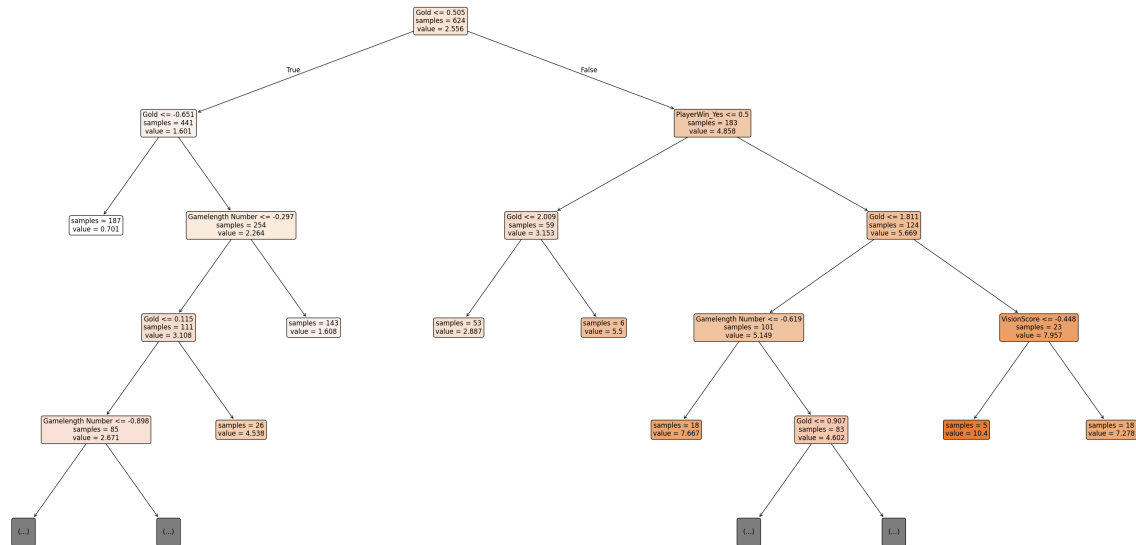 Gold <= 0.505
samples = 624
value = 2.556
True
False
Gold <= -0.651
samples = 441
value = 1.601
PlayerWin_Yes <= 0.5
samples = 183
value = 4.858
samples = 187
value = 0.701
Gamelength Number <= -0.297
samples = 254
value = 2.264
Gold <= 2.009
samples = 59
value = 3.153
Gold <= 1.811
samples = 124
value = 5.669
Gold <= 0.115
samples = 111
value = 3.108
samples = 143
value = 1.608
samples = 53
value = 2.887
samples = 6
value = 5.5
Gamelength Number <= -0.619
samples = 101
value = 5.149
VisionScore <= -0.448
samples = 23
value = 7.957
Gamelength Number <= -0.898
samples = 85
value = 2.671
samples = 26
value = 4.538
samples = 18
value = 7.667
Gold <= 0.907
samples = 83
value = 4.602
samples = 5
value = 10.4
samples = 18
value = 7.278
(...)
(...)
(...)
(...)